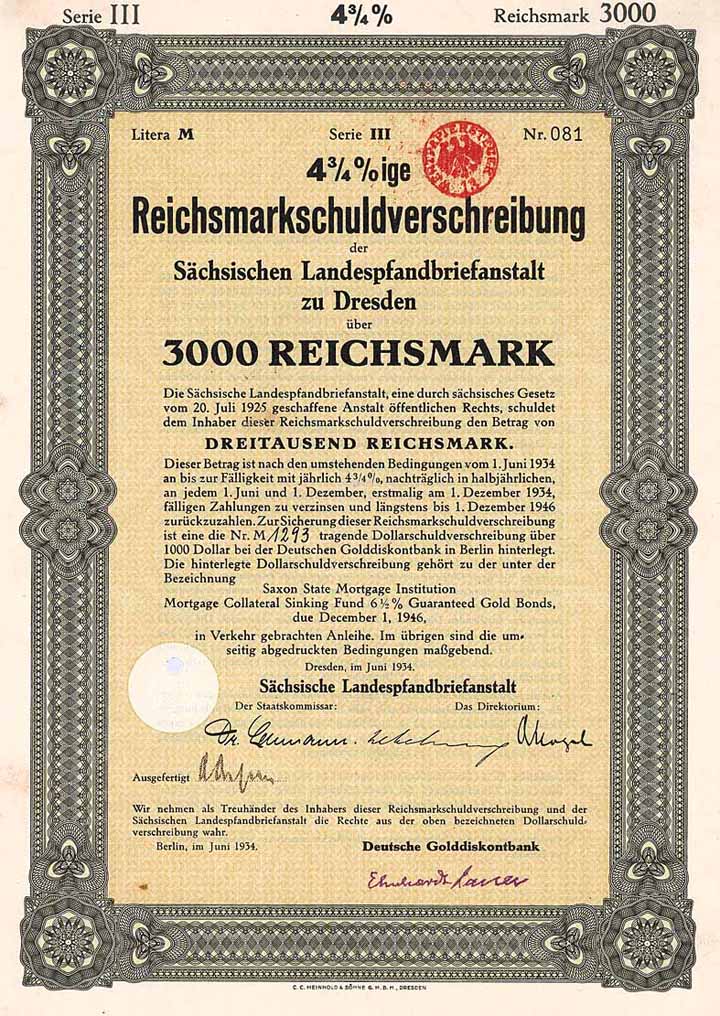 Serie III 4¾% Reichsmark 3000
Litera M Serie III Nr. 081
WERTPAPIERSTEUER
4¾%ige
Reichsmarkschuldverschreibung
der
Sächsischen Landespfandbriefanstalt
zu Dresden
über
3000 REICHSMARK
Die Sächsische Landespfandbriefanstalt, eine durch sächsisches Gesetz
vom 20. Juli 1925 geschaffene Anstalt öffentlichen Rechts, schuldet
dem Inhaber dieser Reichsmarkschuldverschreibung den Betrag von
DREITAUSEND REICHSMARK.
Dieser Betrag ist nach den umstehenden Bedingungen vom 1. Juni 1934
an bis zur Fälligkeit mit jährlich 4¾%, nachträglich in halbjährlichen,
an jedem 1. Juni und 1. Dezember, erstmalig am 1. Dezember 1934,
fälligen Zahlungen zu verzinsen und längstens bis 1. Dezember 1946
zurückzuzahlen. Zur Sicherung dieser Reichsmarkschuldverschreibung
ist eine die Nr. M 1293 tragende Dollarschuldverschreibung über
1000 Dollar bei der Deutschen Golddiskontbank in Berlin hinterlegt.
Die hinterlegte Dollarschuldverschreibung gehört zu der unter der
Bezeichnung
Saxon State Mortgage Institution
Mortgage Collateral Sinking Fund 6½% Guaranteed Gold Bonds,
due December 1, 1946,
in Verkehr gebrachten Anleihe. Im übrigen sind die um-
seitig abgedruckten Bedingungen maßgebend.
Dresden, im Juni 1934.
Sächsische Landespfandbriefanstalt
Der Staatskommissar: Das Direktorium:
Dr.
Ausgefertigt
Wir nehmen als Treuhänder des Inhabers dieser Reichsmarkschuldverschreibung und der
Sächsischen Landespfandbriefanstalt die Rechte aus der oben bezeichneten Dollarschuld-
verschreibung wahr.
Berlin, im Juni 1934. Deutsche Golddiskontbank
C. C. MEINHOLD & SÖHNE G. M. B. H., DRESDEN